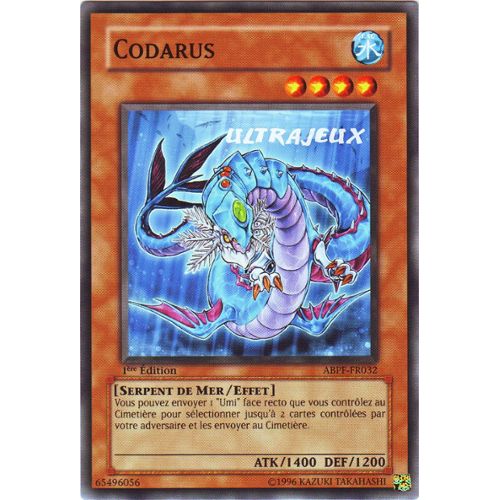 CODARUS
水
ULTRAJEUX
1ère Édition
ABPF-FR032
[SERPENT DE MER/EFFET]
Vous pouvez envoyer 1 "Umi" face recto que vous contrôlez au
Cimetière pour sélectionner jusqu'à 2 cartes contrôlées par
votre adversaire et les envoyer au Cimetière.
ATK/1400 DEF/1200
65496056
©1996 KAZUKI TAKAHASHI